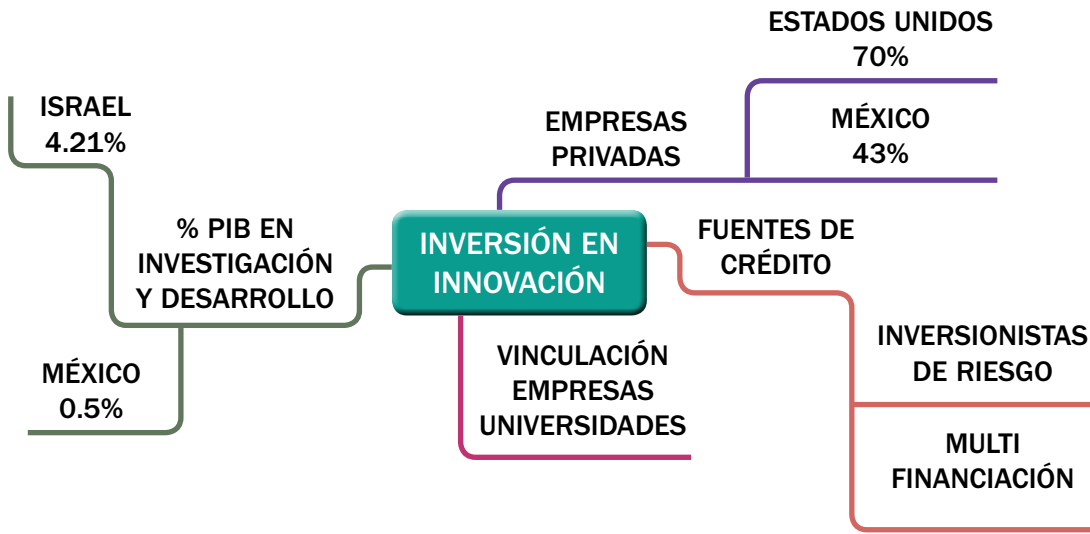 INVERSIÓN EN
INNOVACIÓN
EMPRESAS
PRIVADAS
ESTADOS UNIDOS
70%
MÉXICO
43%
FUENTES DE
CRÉDITO
INVERSIONISTAS
DE RIESGO
MULTI
FINANCIACIÓN
VINCULACIÓN
EMPRESAS
UNIVERSIDADES
% PIB EN
INVESTIGACIÓN
Y DESARROLLO
ISRAEL
4.21%
MÉXICO
0.5%